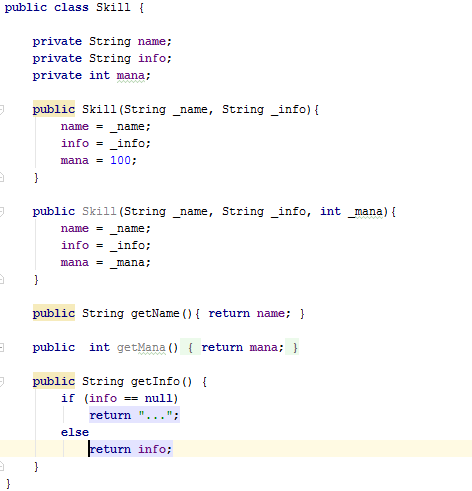 public class Skill {
private String name;
private String info;
private int mana;
public Skill(String _name, String _info){
name = _name;
info = _info;
mana = 100;
}
public Skill(String _name, String _info, int _mana){
name = _name;
info = _info;
mana = _mana;
}
public String getName(){ return name; }
public  int getMana() { return mana; }
public String getInfo() {
if (info == null)
return "...";
else
return info;
}
}